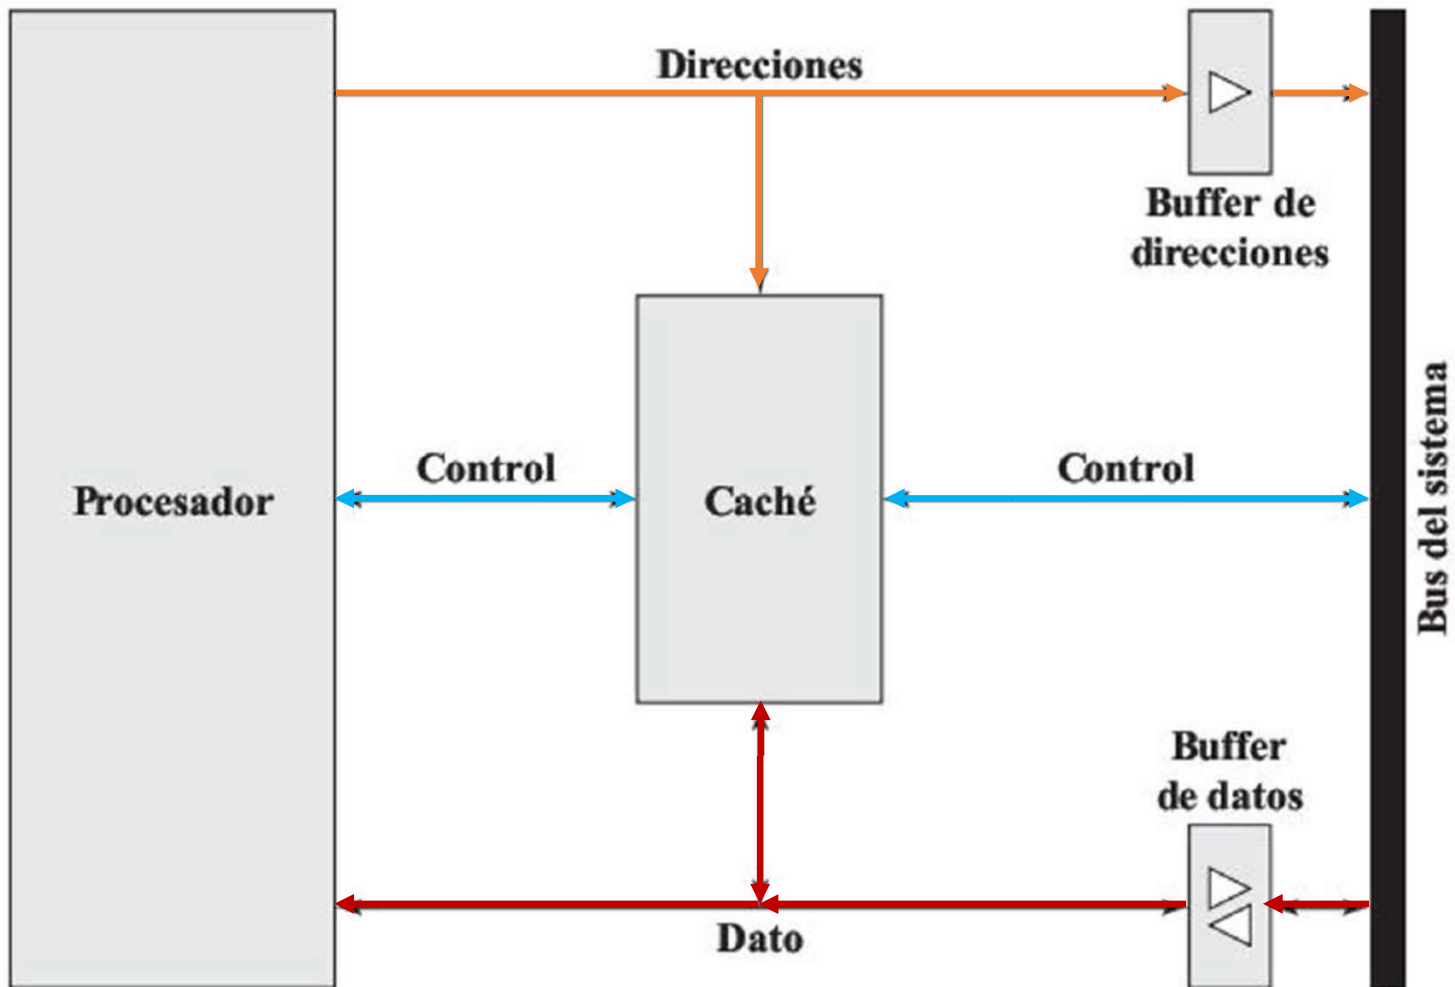 Direcciones
Buffer de
direcciones
Procesador
Control
Caché
Control
Bus del sistema
Buffer
de datos
Dato